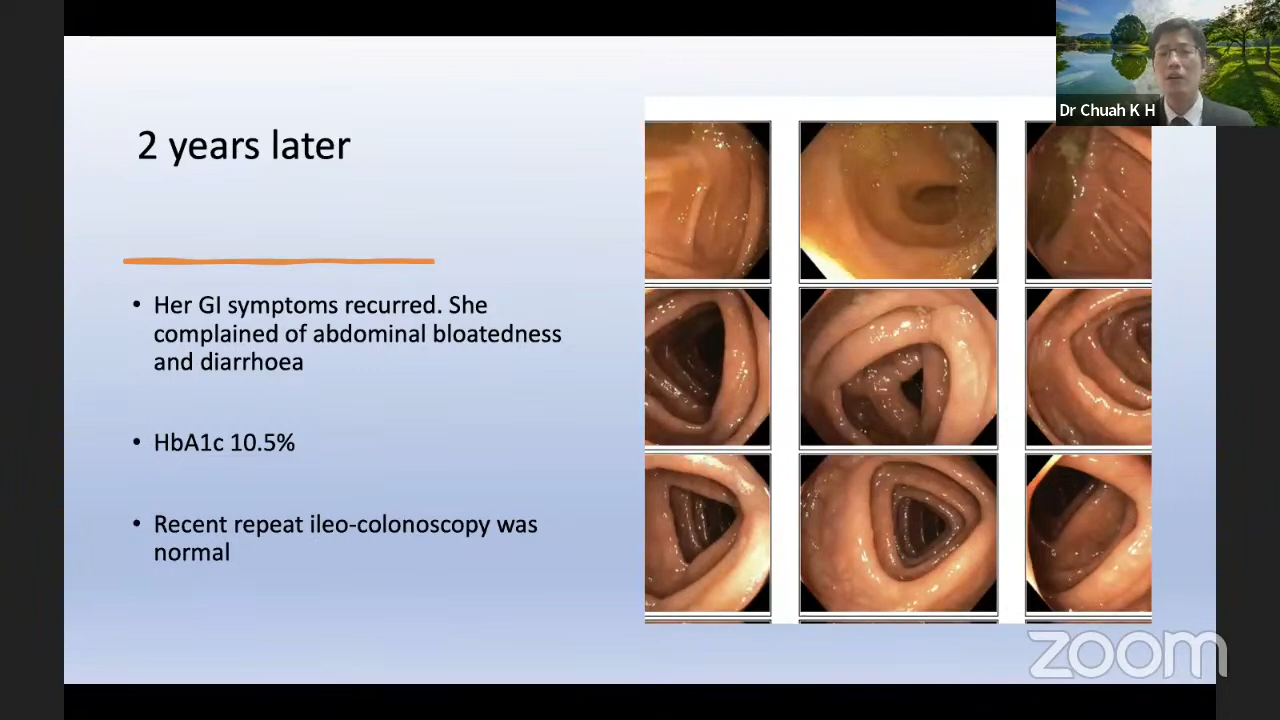 Dr Chuah K H
2 years later
• Her GI symptoms recurred. She
complained of abdominal bloatedness
and diarrhoea
• HbA1c 10.5%
• Recent repeat ileo-colonoscopy was
normal
zoom